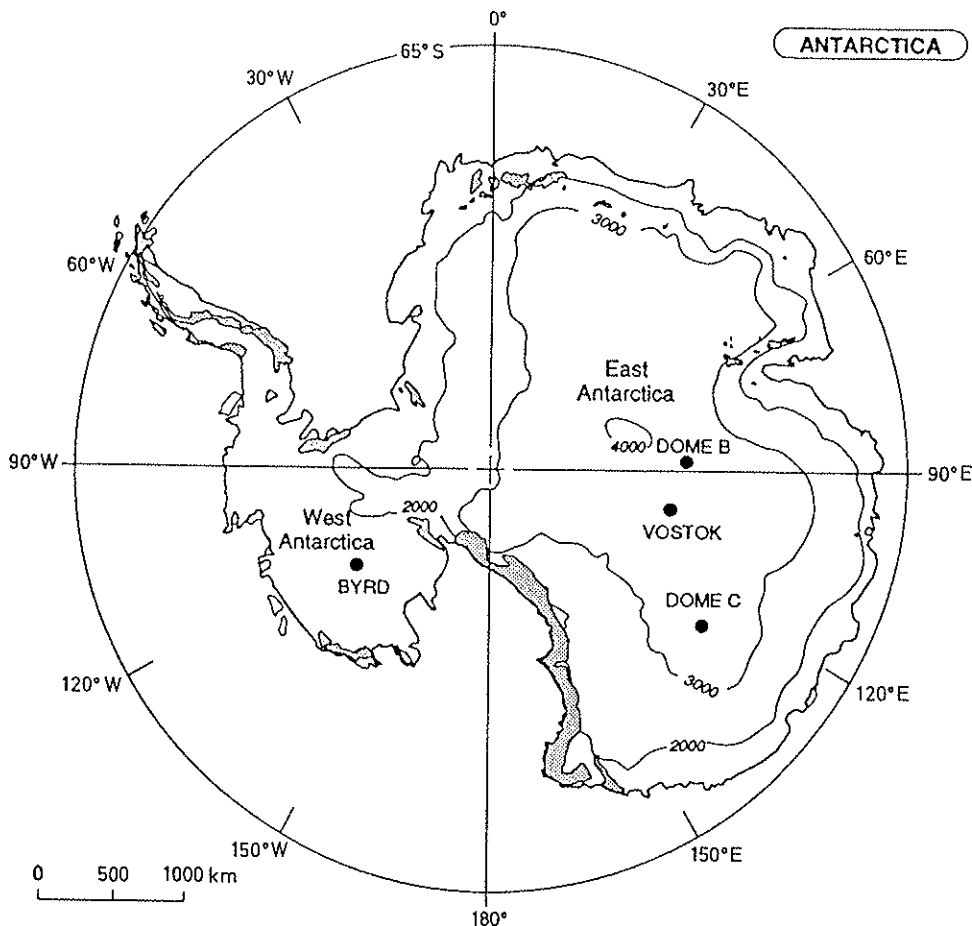 0°
65° S
ANTARCTICA
30° W
30° E
3000
60° W
60° E
East
Antarctica
4000
DOME B
90° W
90° E
2000
West
Antarctica
VOSTOK
BYRD
DOME C
3000
120° W
120° E
2000
150° W
150° E
0 500 1000 km
180°